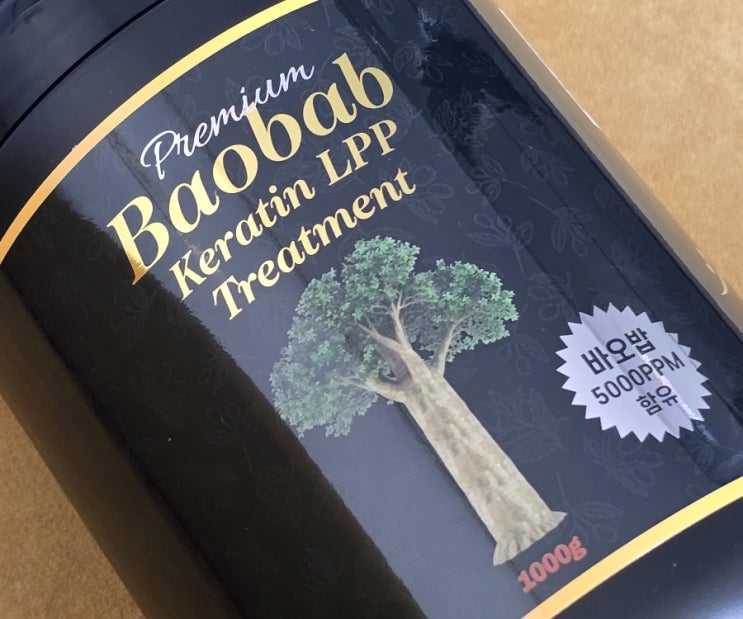 Premium
Baobab
Keratin LPP
Treatment
바오밥
5000PPM
함유
1000g